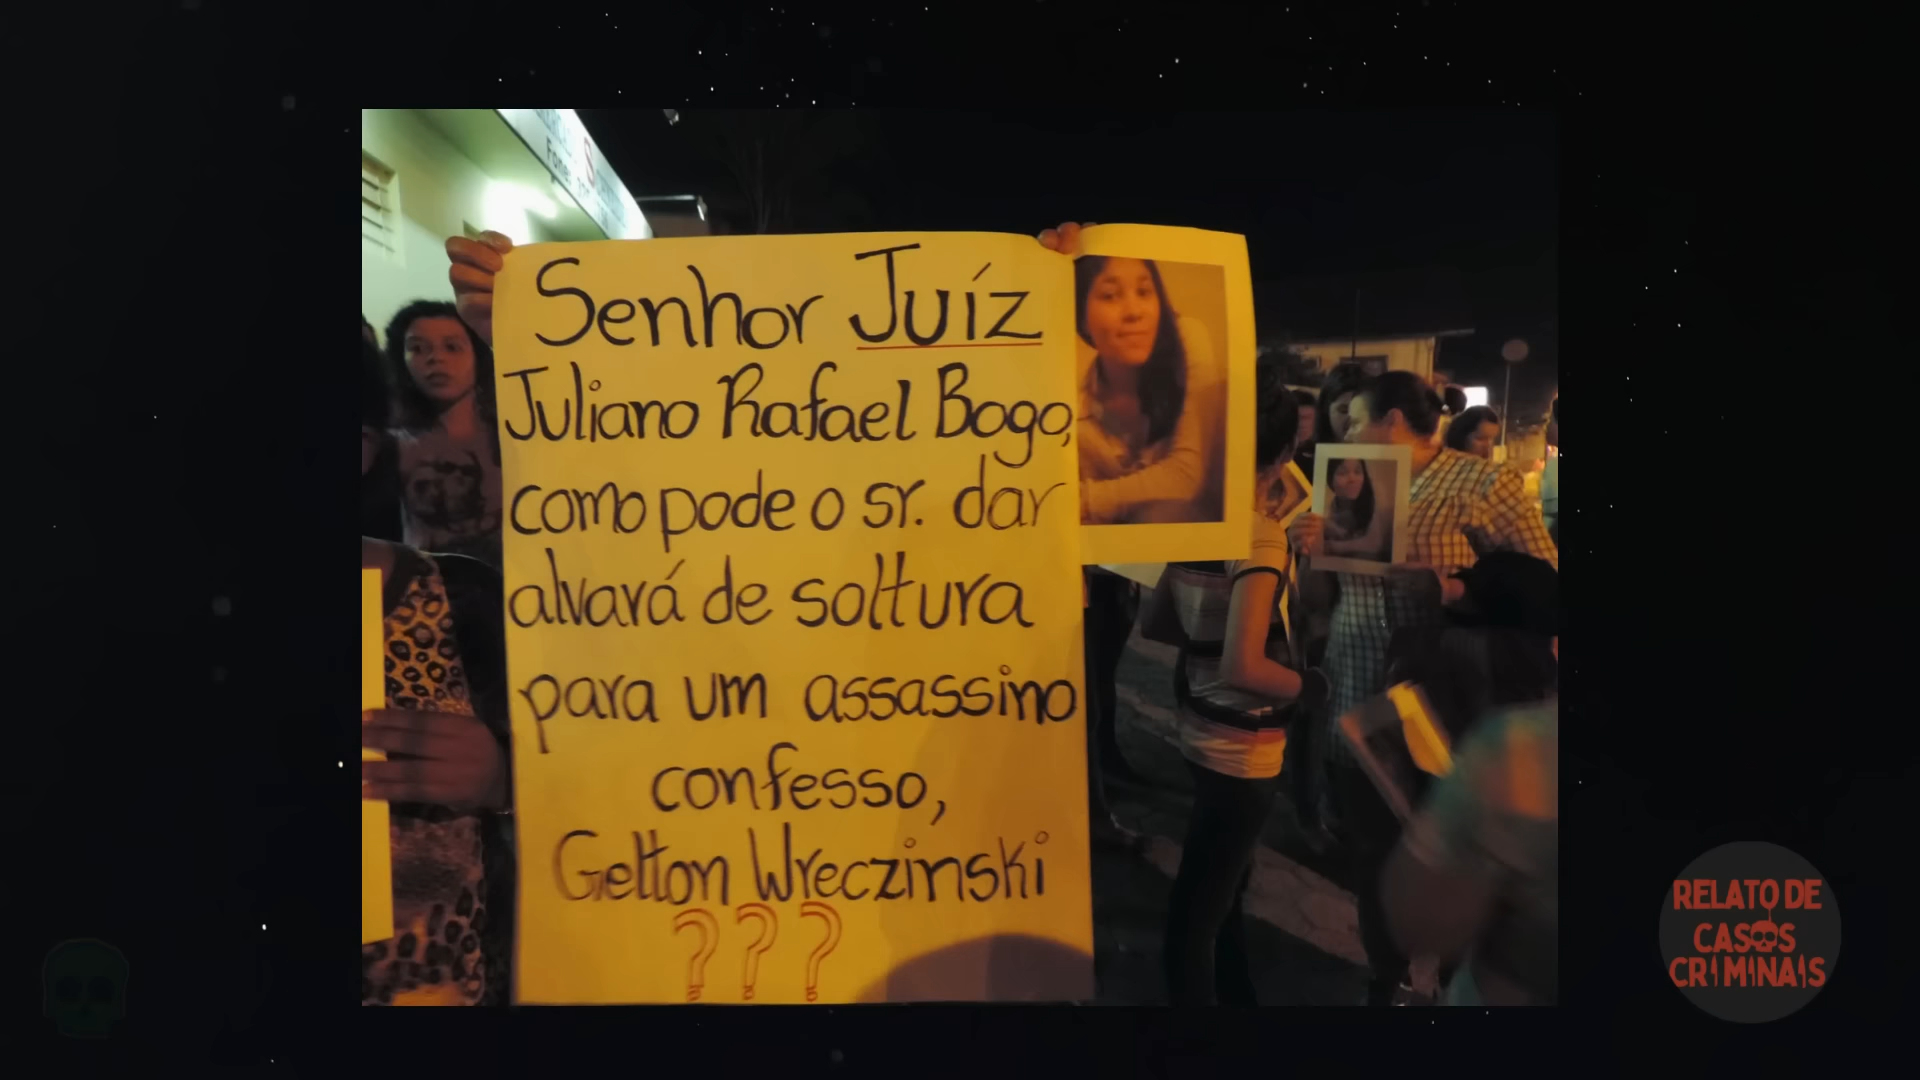 Senhor Juíz
Juliano Rafael Bogo,
como pode o sr. dar
alvará de soltura
para um assassino
confesso,
Gelton Wreczinski
???
RELATO DE
CASOS
CRIMINAIS